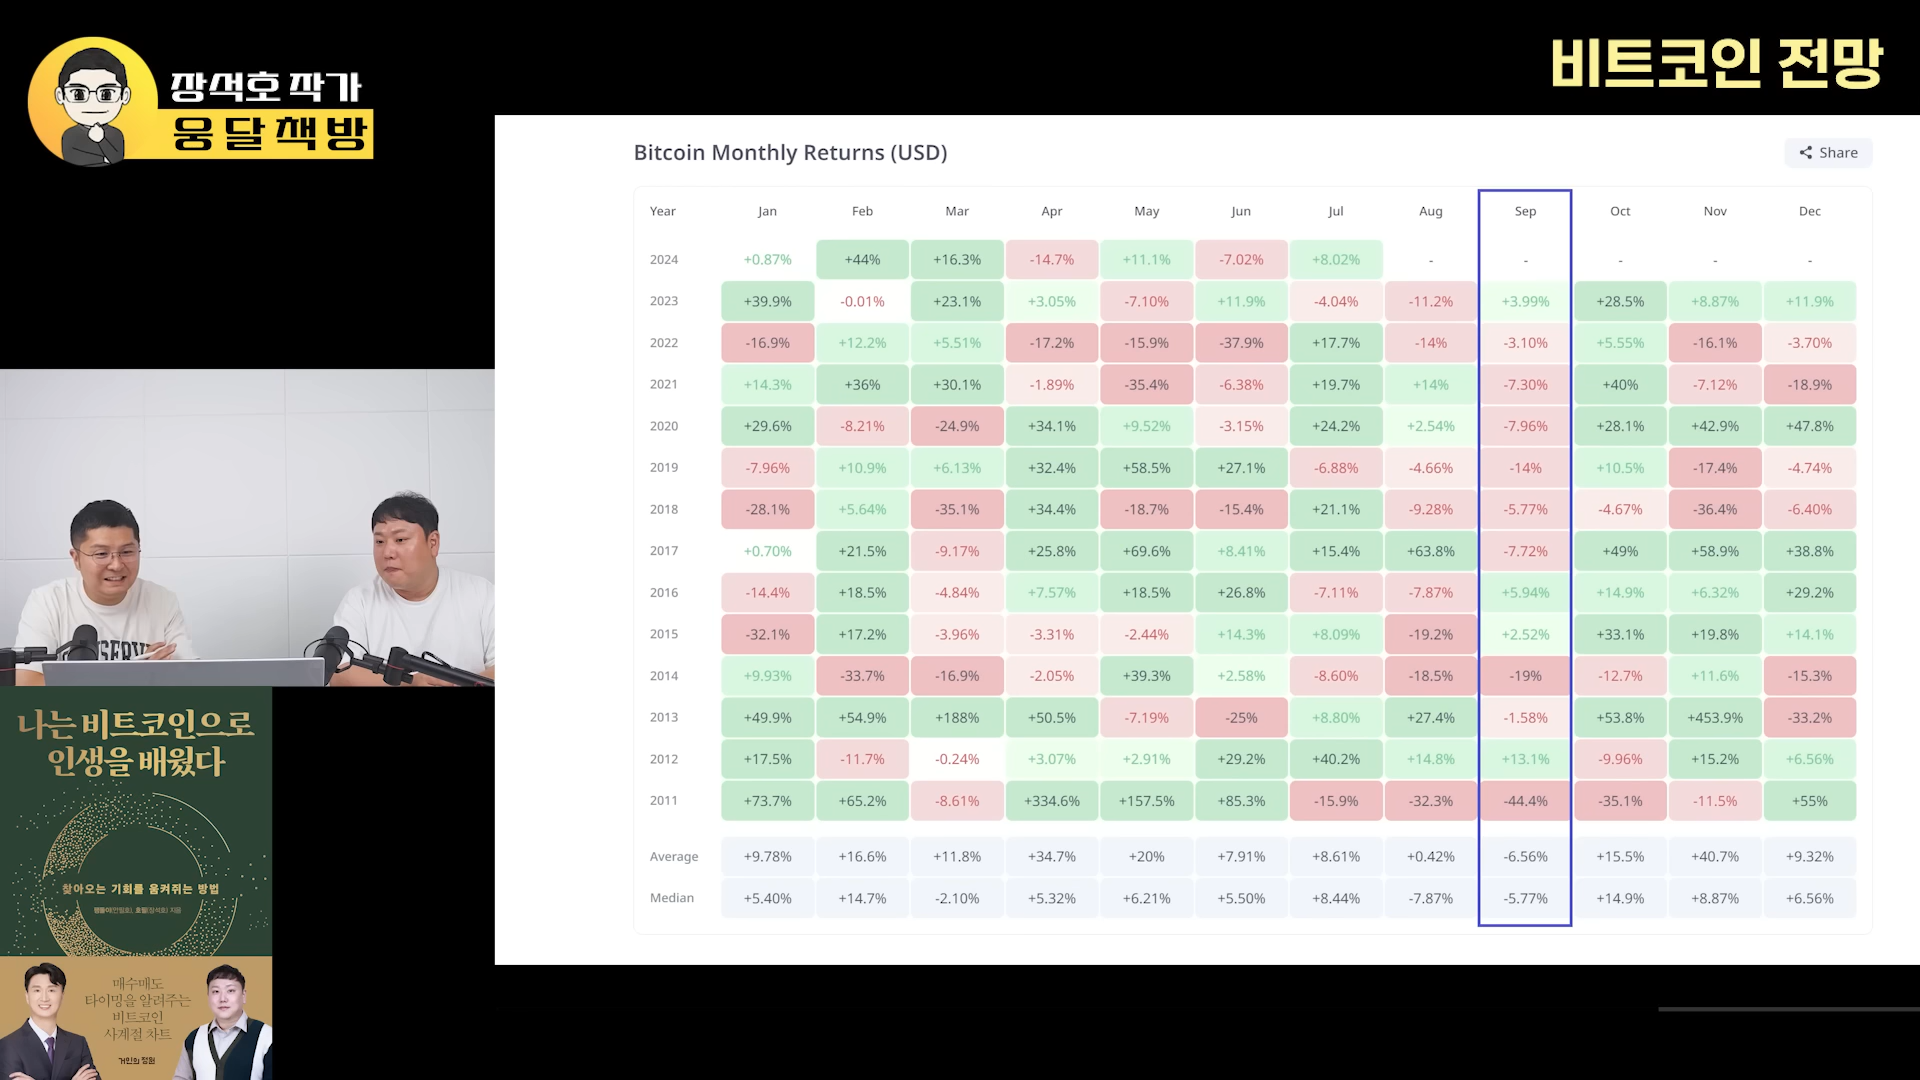 장석호 작가
웅달 책방
비트코인 전망
Bitcoin Monthly Returns (USD)
Share
Year Jan Feb Mar Apr May Jun Jul Aug Sep Oct Nov Dec
2024 +0.87% +44% +16.3% -14.7% +11.1% -7.02% +8.02% - - - - -
2023 +39.9% -0.01% +23.1% +3.05% -7.10% +11.9% -4.04% -11.2% +3.99% +28.5% +8.87% +11.9%
2022 -16.9% +12.2% +5.51% -17.2% -15.9% -37.9% +17.7% -14% -3.10% +5.55% -16.1% -3.70%
2021 +14.3% +36% +30.1% -1.89% -35.4% -6.38% +19.7% +14% -7.30% +40% -7.12% -18.9%
2020 +29.6% -8.21% -24.9% +34.1% +9.52% -3.15% +24.2% +2.54% -7.96% +28.1% +42.9% +47.8%
2019 -7.96% +10.9% +6.13% +32.4% +58.5% +27.1% -6.88% -4.66% -14% +10.5% -17.4% -4.74%
2018 -28.1% +5.64% -35.1% +34.4% -18.7% -15.4% +21.1% -9.28% -5.77% -4.67% -36.4% -6.40%
2017 +0.70% +21.5% -9.17% +25.8% +69.6% +8.41% +15.4% +63.8% -7.72% +49% +58.9% +38.8%
2016 -14.4% +18.5% -4.84% +7.57% +18.5% +26.8% -7.11% -7.87% +5.94% +14.9% +6.32% +29.2%
2015 -32.1% +17.2% -3.96% -3.31% -2.44% +14.3% +8.09% -19.2% +2.52% +33.1% +19.8% +14.1%
2014 +9.93% -33.7% -16.9% -2.05% +39.3% +2.58% -8.60% -18.5% -19% -12.7% +11.6% -15.3%
2013 +49.9% +54.9% +188% +50.5% -7.19% -25% +8.80% +27.4% -1.58% +53.8% +453.9% -33.2%
2012 +17.5% -11.7% -0.24% +3.07% +2.91% +29.2% +40.2% +14.8% +13.1% -9.96% +15.2% +6.56%
2011 +73.7% +65.2% -8.61% +334.6% +157.5% +85.3% -15.9% -32.3% -44.4% -35.1% -11.5% +55%
Average +9.78% +16.6% +11.8% +34.7% +20% +7.91% +8.61% +0.42% -6.56% +15.5% +40.7% +9.32%
Median +5.40% +14.7% -2.10% +5.32% +6.21% +5.50% +8.44% -7.87% -5.77% +14.9% +8.87% +6.56%
나는 비트코인으로
인생을 배웠다
찾아오는 기회를 움켜쥐는 방법
매수매도
타이밍을 알려주는
비트코인
사계절 차트
거인의 정원